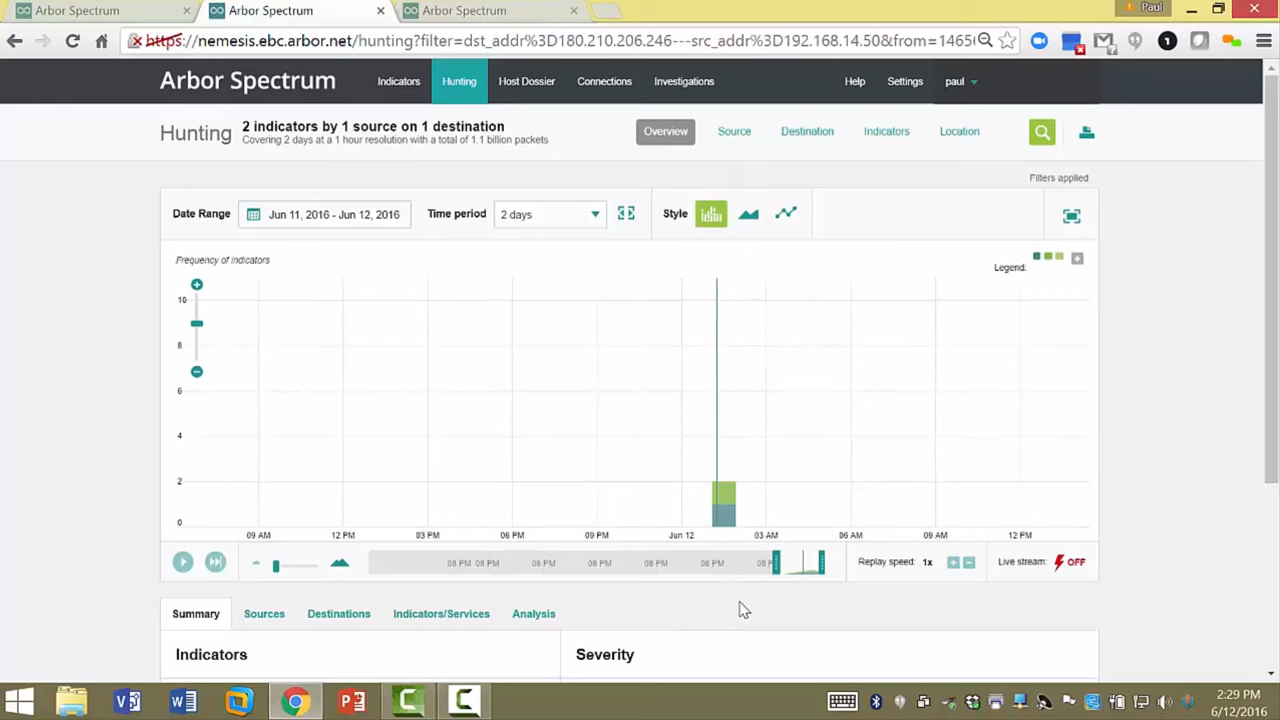 Arbor Spectrum
Arbor Spectrum
Arbor Spectrum
Paul
https://nemesis.ebc.arbor.net/hunting?filter=dst_addr%3D180.210.206.246---src_addr%3D192.168.14.50&from=1465
Arbor Spectrum
Indicators
Hunting
Host Dossier
Connections
Investigations
Help
Settings
paul
Hunting
2 indicators by 1 source on 1 destination
Covering 2 days at a 1 hour resolution with a total of 1.1 billion packets
Overview
Source
Destination
Indicators
Location
Filters applied
Date Range
Jun 11, 2016 - Jun 12, 2016
Time period
2 days
Style
Frequency of indicators
Legend:
10
8
6
4
2
0
09 AM
12 PM
03 PM
06 PM
09 PM
Jun 12
03 AM
06 AM
09 AM
12 PM
08 PM
08 PM
08 PM
08 PM
08 PM
08 PM
08 P
Replay speed:
1x
Live stream:
OFF
Summary
Sources
Destinations
Indicators/Services
Analysis
Indicators
Severity
2:29 PM
6/12/2016